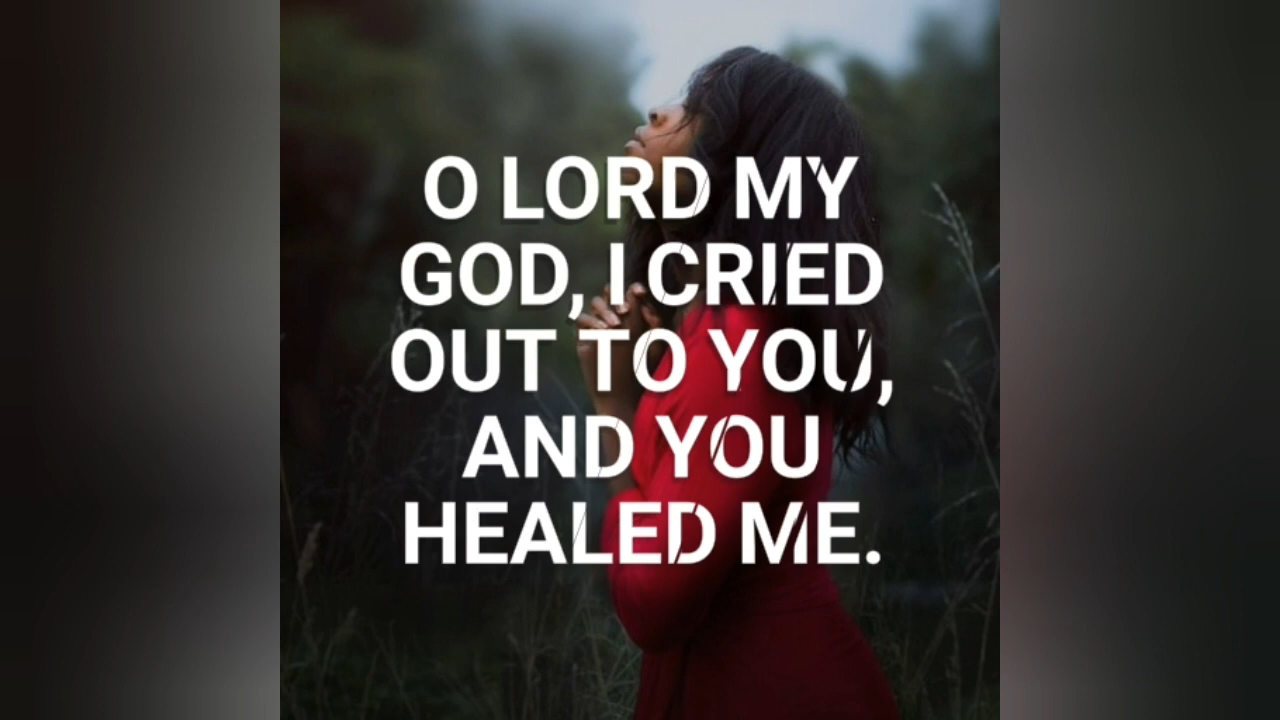 O LORD MY
GOD, I CRIED
OUT TO YOU,
AND YOU
HEALED ME.